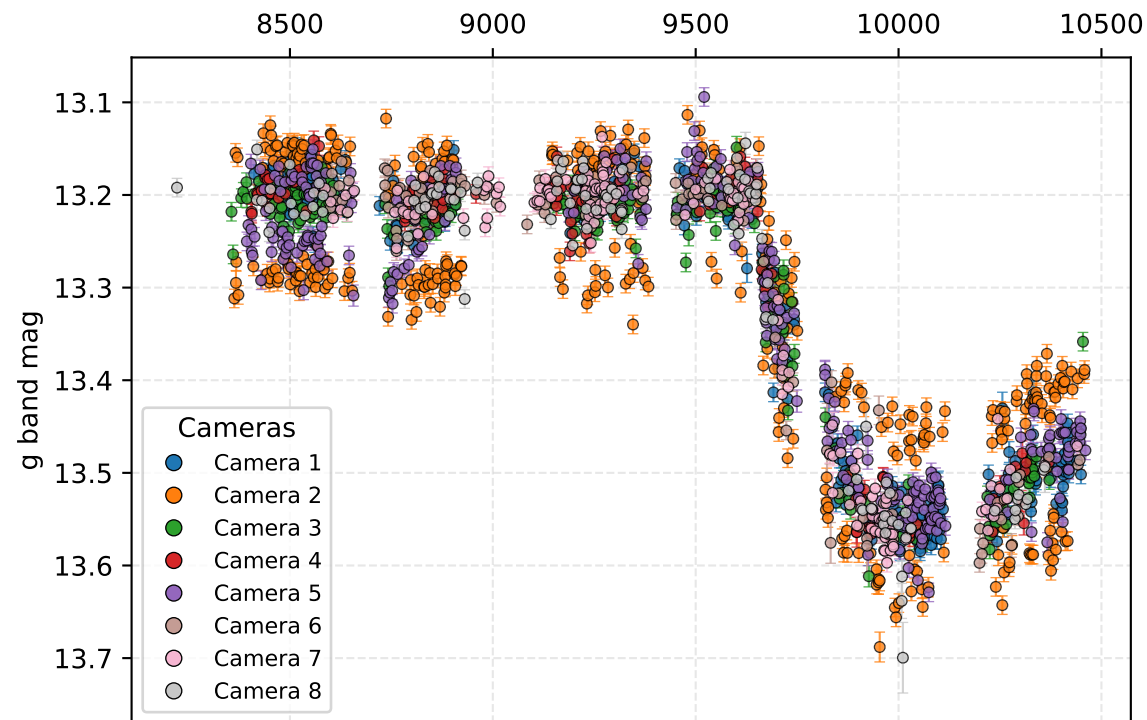 8500 9000 9500 10000 10500
13.1
13.2
13.3
13.4
13.5
13.6
13.7
g band mag
Cameras
Camera 1
Camera 2
Camera 3
Camera 4
Camera 5
Camera 6
Camera 7
Camera 8